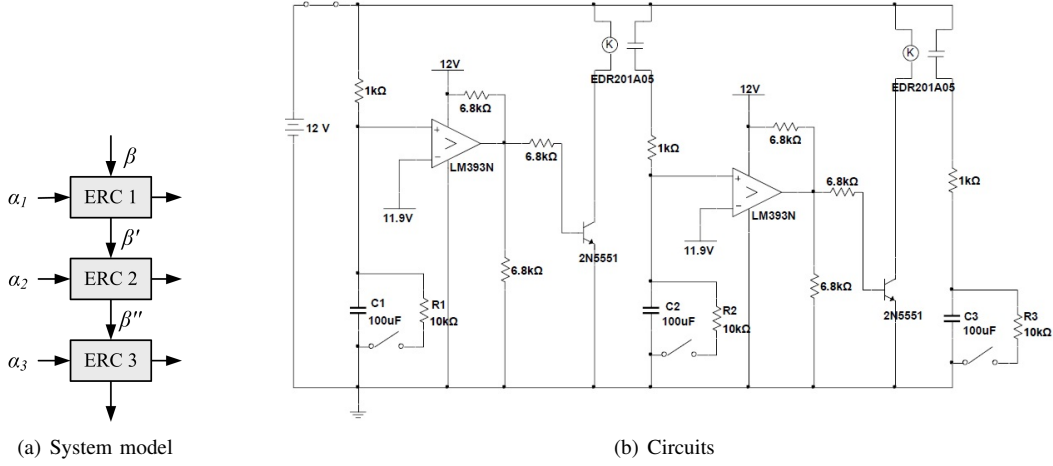 β
α1
ERC 1
β'
α2
ERC 2
β''
α3
ERC 3
(a) System model
12 V
1kΩ
12V
6.8kΩ
6.8kΩ
LM393N
11.9V
6.8kΩ
2N5551
C1
100uF
R1
10kΩ
K
EDR201A05
1kΩ
12V
6.8kΩ
6.8kΩ
LM393N
11.9V
6.8kΩ
2N5551
C2
100uF
R2
10kΩ
K
EDR201A05
1kΩ
C3
100uF
R3
10kΩ
(b) Circuits